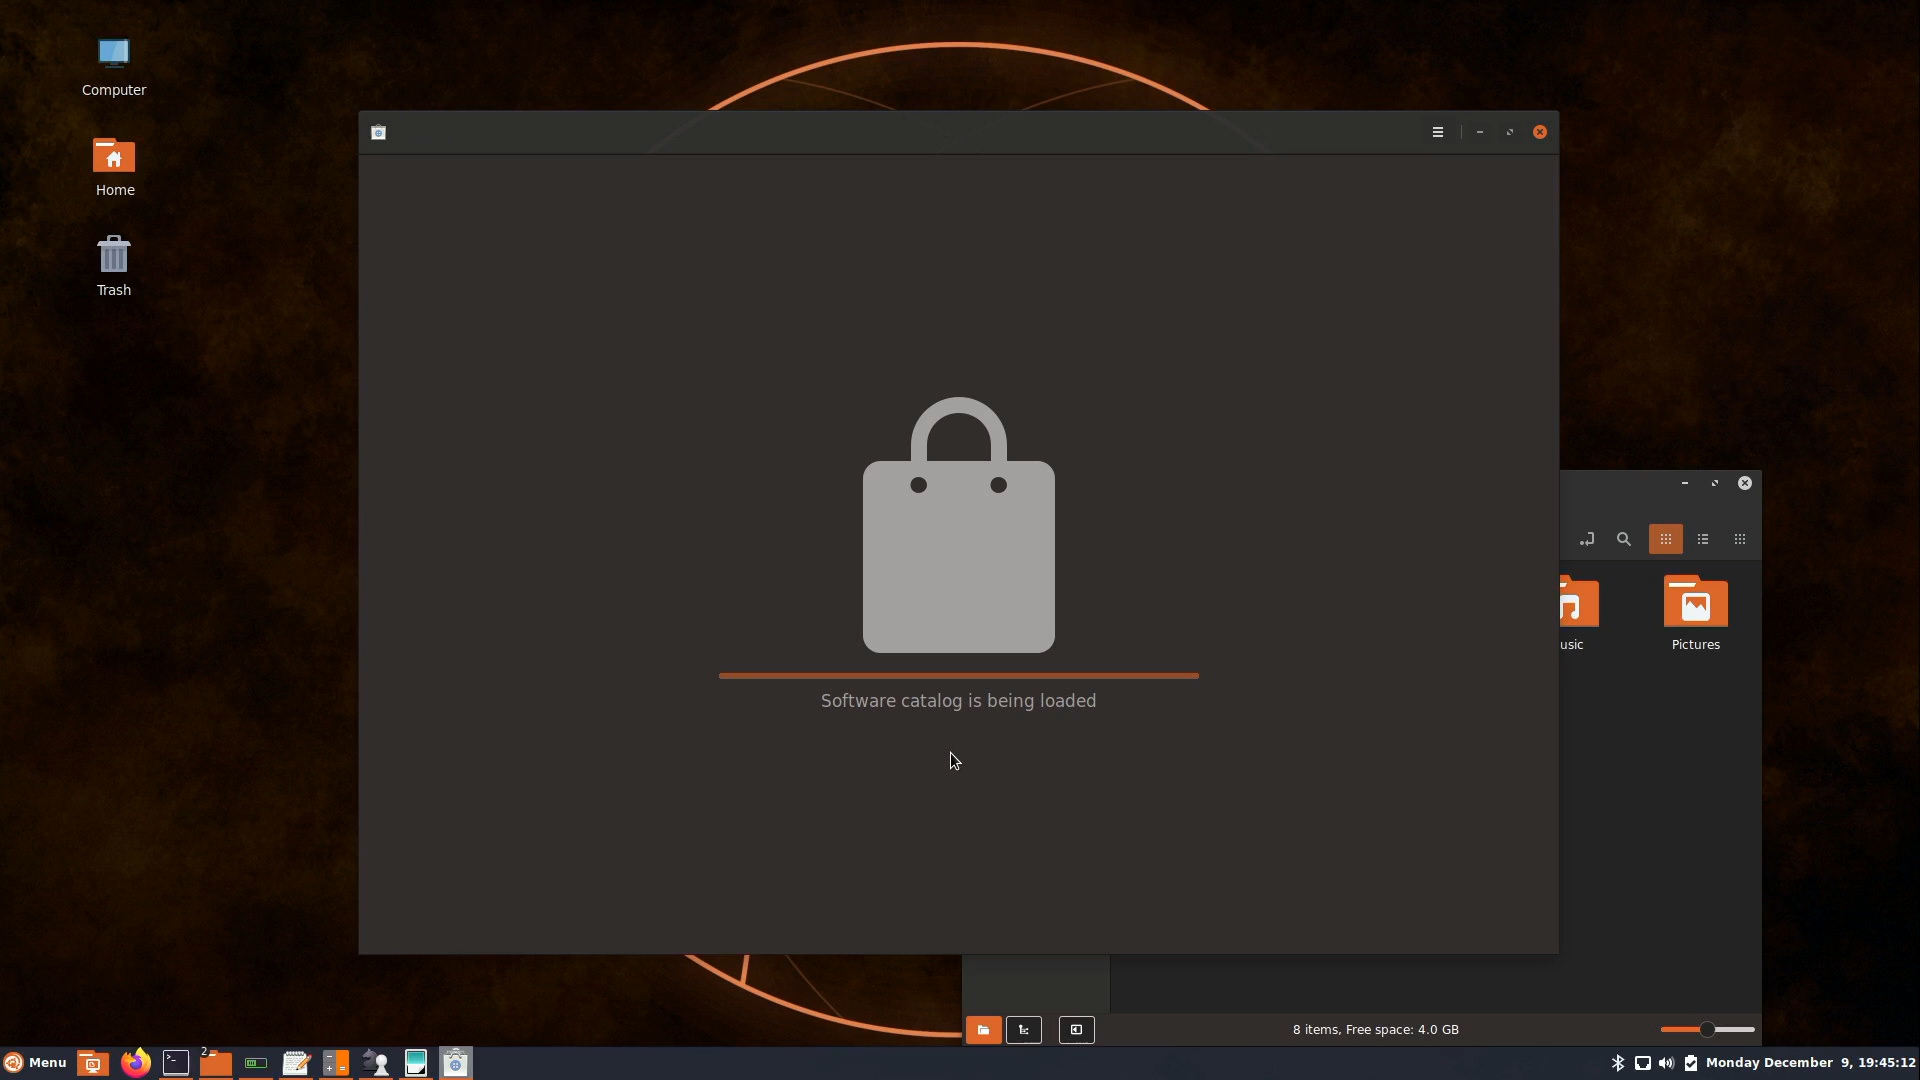 Computer
Home
Trash
Software catalog is being loaded
usic
Pictures
8 items, Free space: 4.0 GB
Menu
2
Monday December 9, 19:45:12